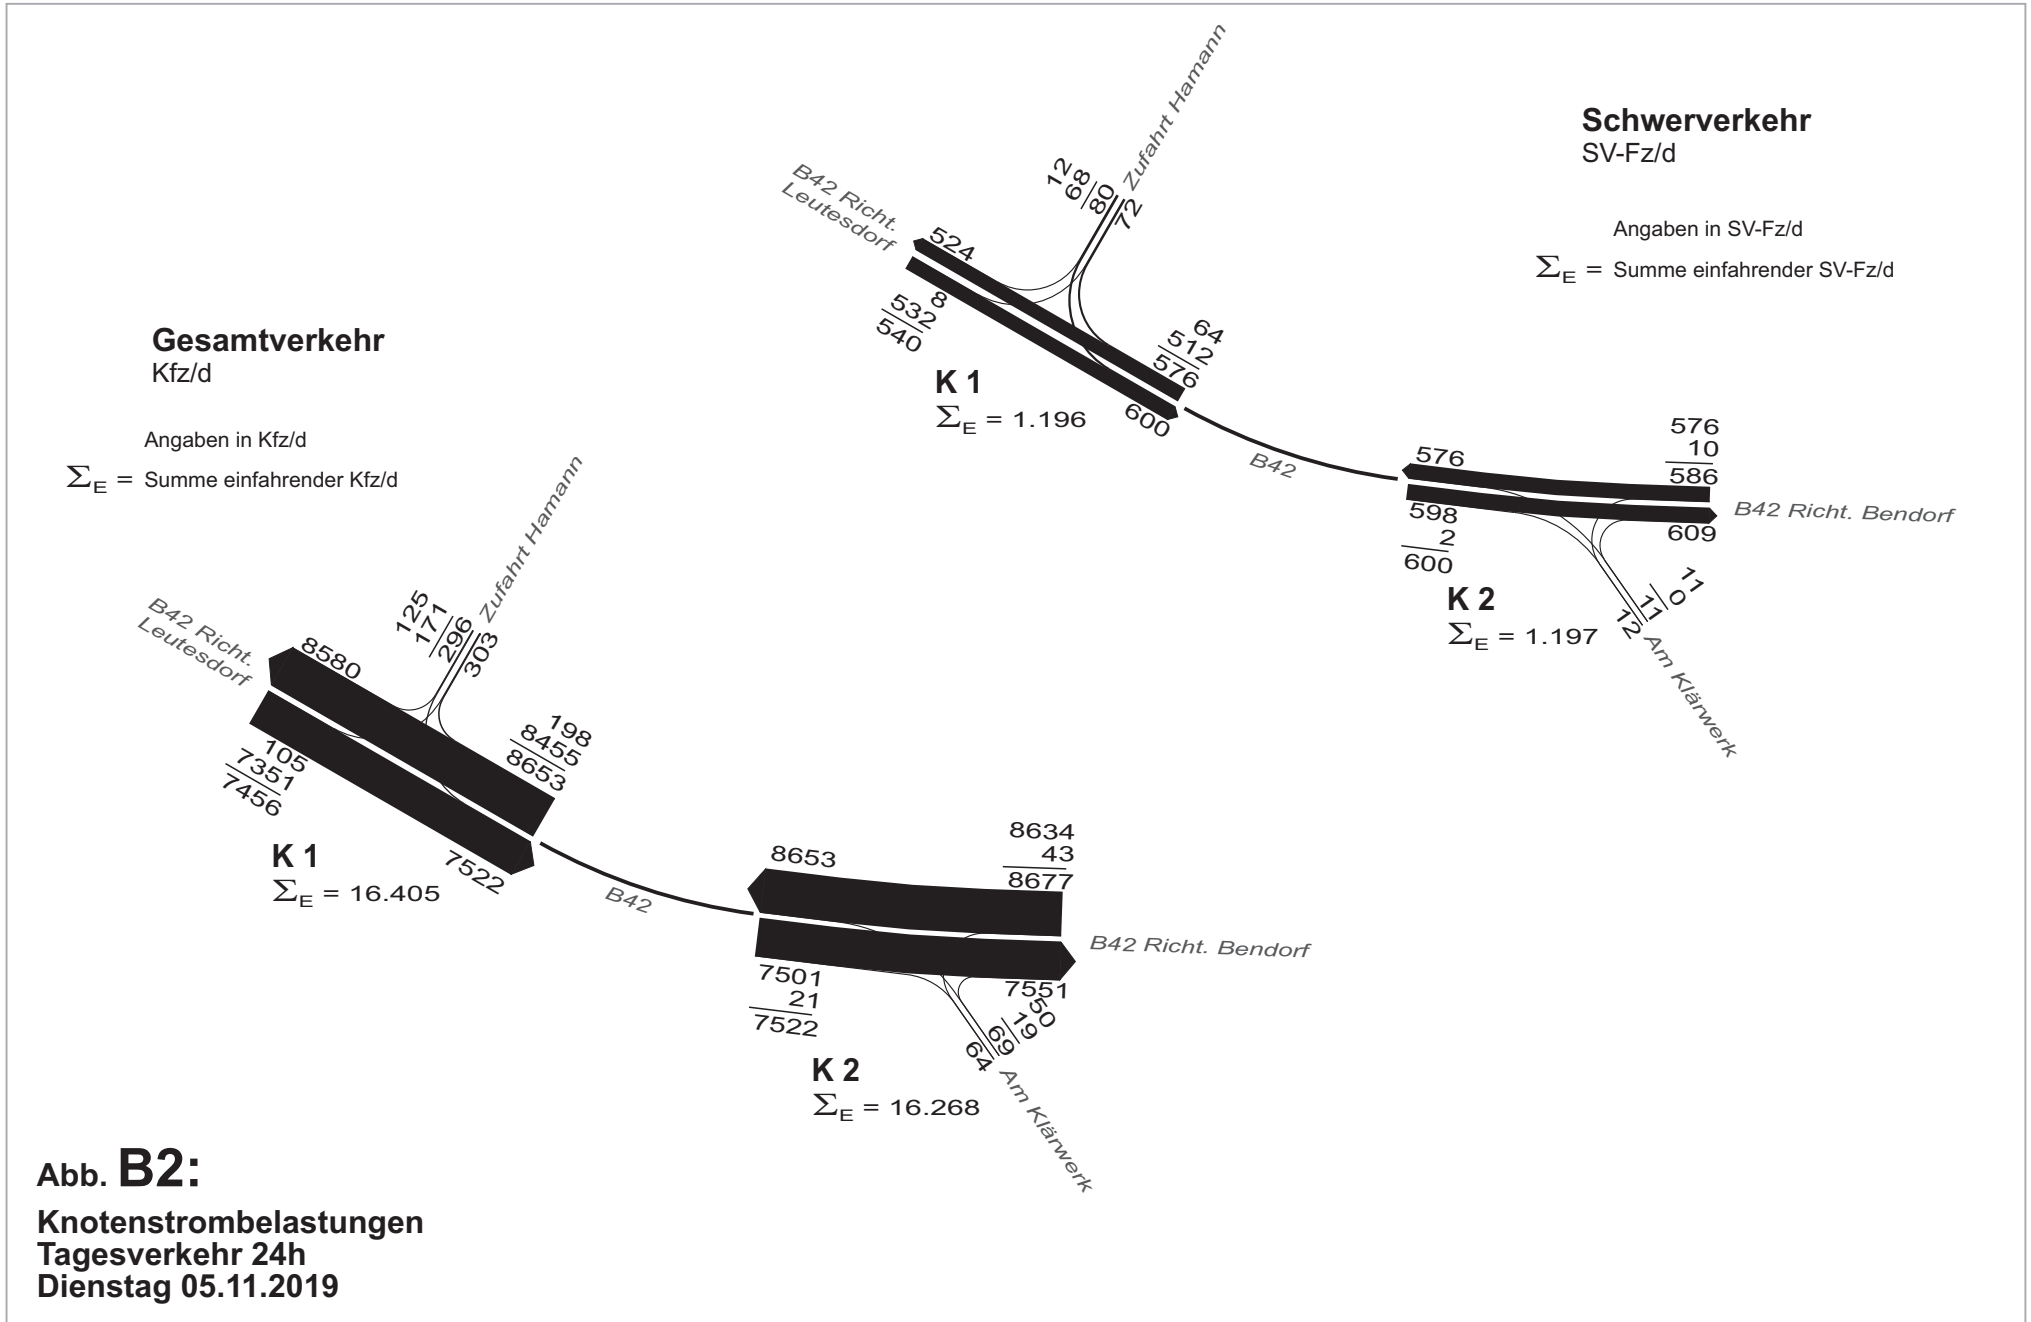 Schwerverkehr
SV-Fz/d
Angaben in SV-Fz/d
Σ_E = Summe einfahrender SV-Fz/d
Zufahrt Hamann
12
68
80
72
B42 Richt.
Leutesdorf
524
8
532
540
64
512
576
600
K 1
Σ_E = 1.196
B42
576
576
10
586
B42 Richt. Bendorf
598
2
600
609
K 2
Σ_E = 1.197
11
0
11
12
Am Klärwerk
Gesamtverkehr
Kfz/d
Angaben in Kfz/d
Σ_E = Summe einfahrender Kfz/d
Zufahrt Hamann
125
171
296
303
B42 Richt.
Leutesdorf
8580
105
7351
7456
198
8455
8653
7522
K 1
Σ_E = 16.405
B42
8653
8634
43
8677
B42 Richt. Bendorf
7501
21
7522
7551
50
19
69
64
K 2
Σ_E = 16.268
Am Klärwerk
Abb. B2:
Knotenstrombelastungen
Tagesverkehr 24h
Dienstag 05.11.2019